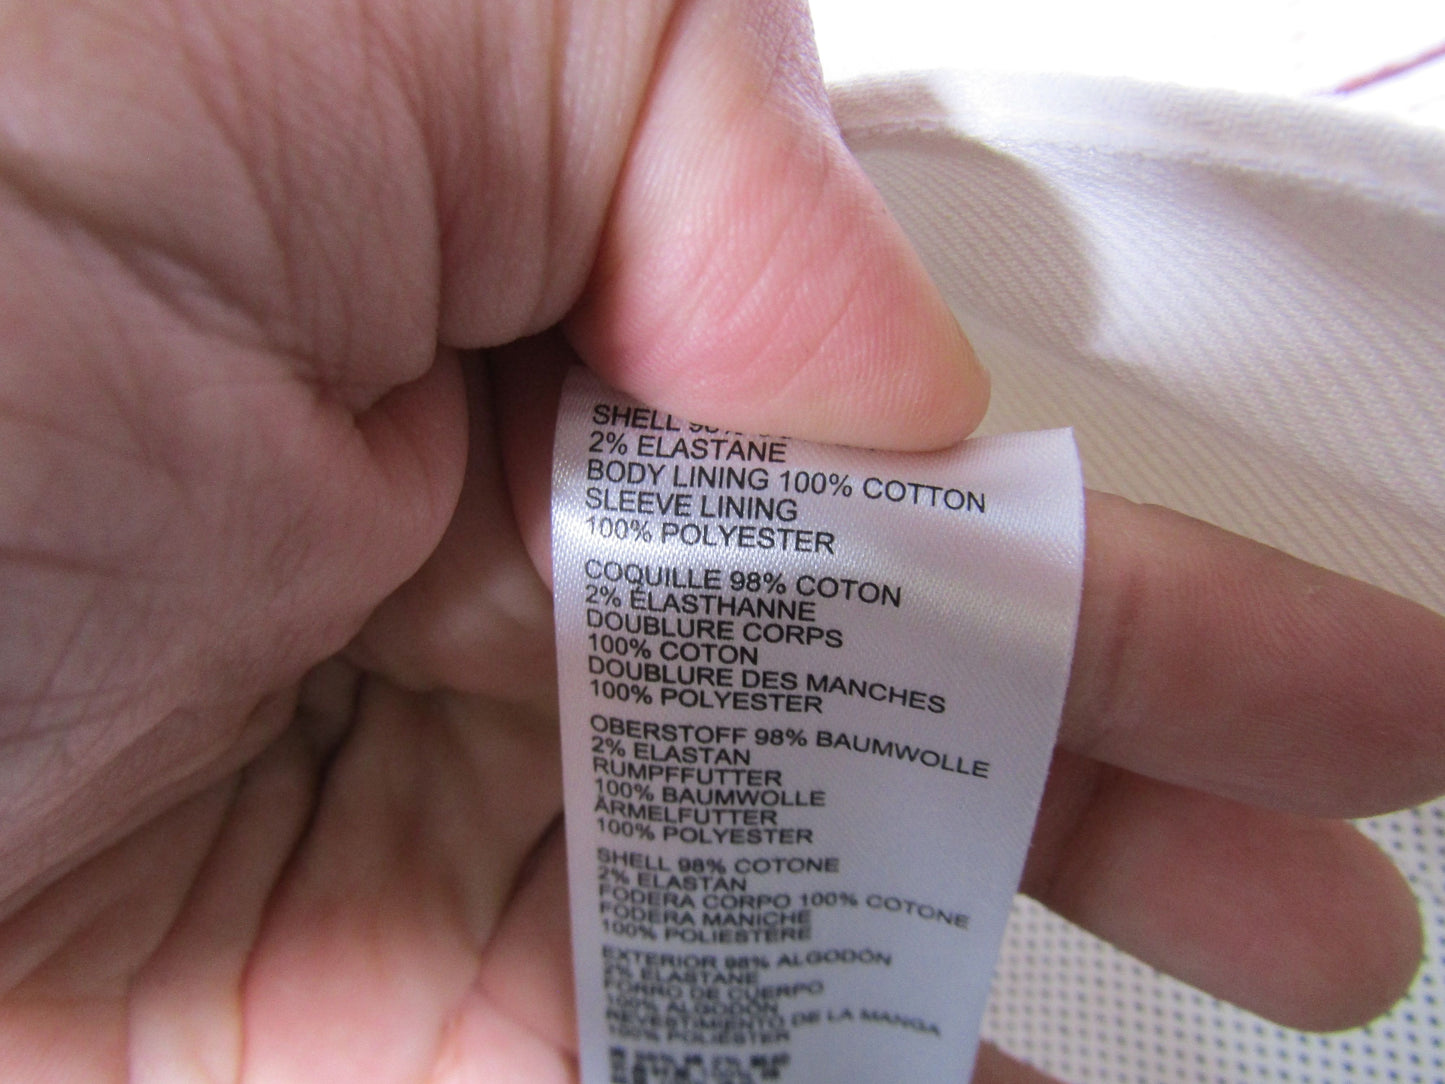 SHELL 98%
2% ELASTANE
BODY LINING 100% COTTON
SLEEVE LINING
100% POLYESTER
COQUILLE 98% COTON
2% ÉLASTHANNE
DOUBLURE CORPS
100% COTON
DOUBLURE DES MANCHES
100% POLYESTER
OBERSTOFF 98% BAUMWOLLE
2% ELASTAN
RUMPFFUTTER
100% BAUMWOLLE
ÄRMELFUTTER
100% POLYESTER
SHELL 98% COTONE
2% ELASTAN
FODERA CORPO 100% COTONE
FODERA MANICHE
100% POLIESTERE
EXTERIOR 98% ALGODÓN
2% ELASTANE
FORRO DE CUERPO
100% ALGODÓN
REVESTIMIENTO DE LA MANGA
100% POLIESTER